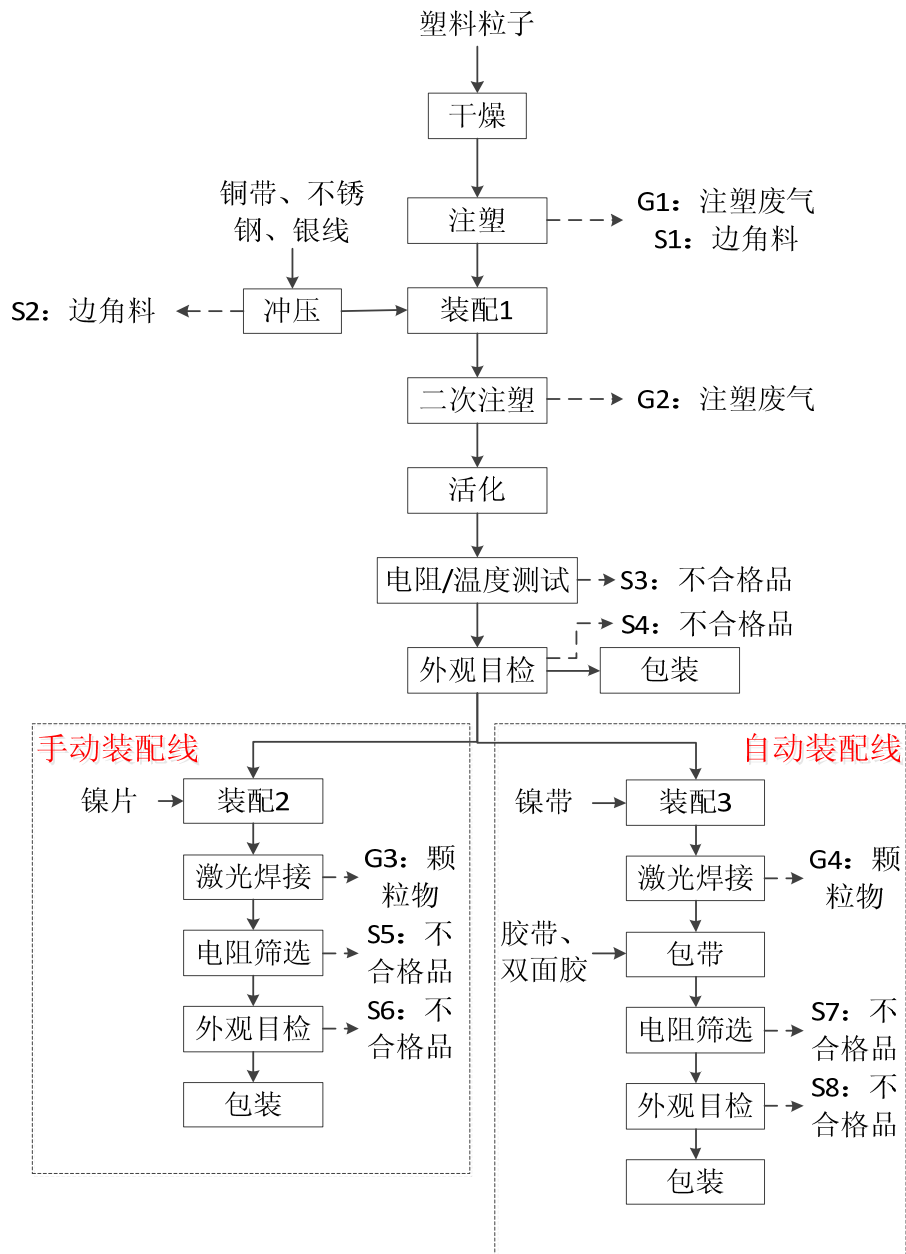 塑料粒子
干燥
铜带、不锈
钢、银线
注塑
G1：注塑废气
S1：边角料
S2：边角料
冲压
装配1
二次注塑
G2：注塑废气
活化
电阻/温度测试
S3：不合格品
S4：不合格品
外观目检
包装
手动装配线
镍片
装配2
激光焊接
G3：颗
粒物
电阻筛选
S5：不
合格品
外观目检
S6：不
合格品
包装
自动装配线
镍带
装配3
激光焊接
G4：颗
粒物
胶带、
双面胶
包带
电阻筛选
S7：不
合格品
外观目检
S8：不
合格品
包装